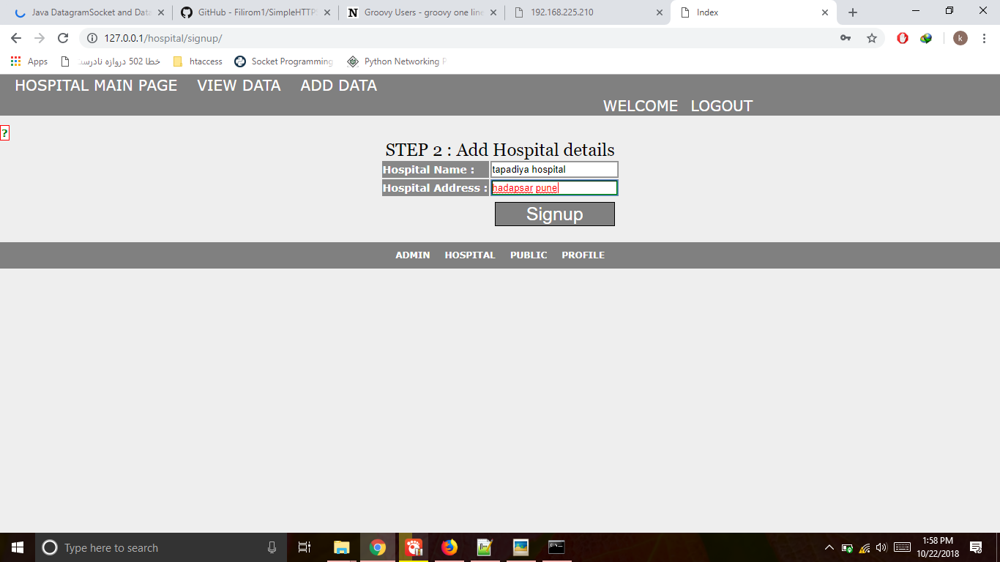 Java DatagramSocket and Data
GitHub - Filirom1/SimpleHTTPS
Groovy Users - groovy one line
192.168.225.210
Index
127.0.0.1/hospital/signup/
k
Apps
خطا 502 دروازه نادرست
htaccess
Socket Programming
Python Networking P
HOSPITAL MAIN PAGE VIEW DATA ADD DATA
WELCOME LOGOUT
?
STEP 2 : Add Hospital details
Hospital Name : tapadiya hospital
Hospital Address : hadapsar pune
Signup
ADMIN HOSPITAL PUBLIC PROFILE
Type here to search
1:58 PM
10/22/2018